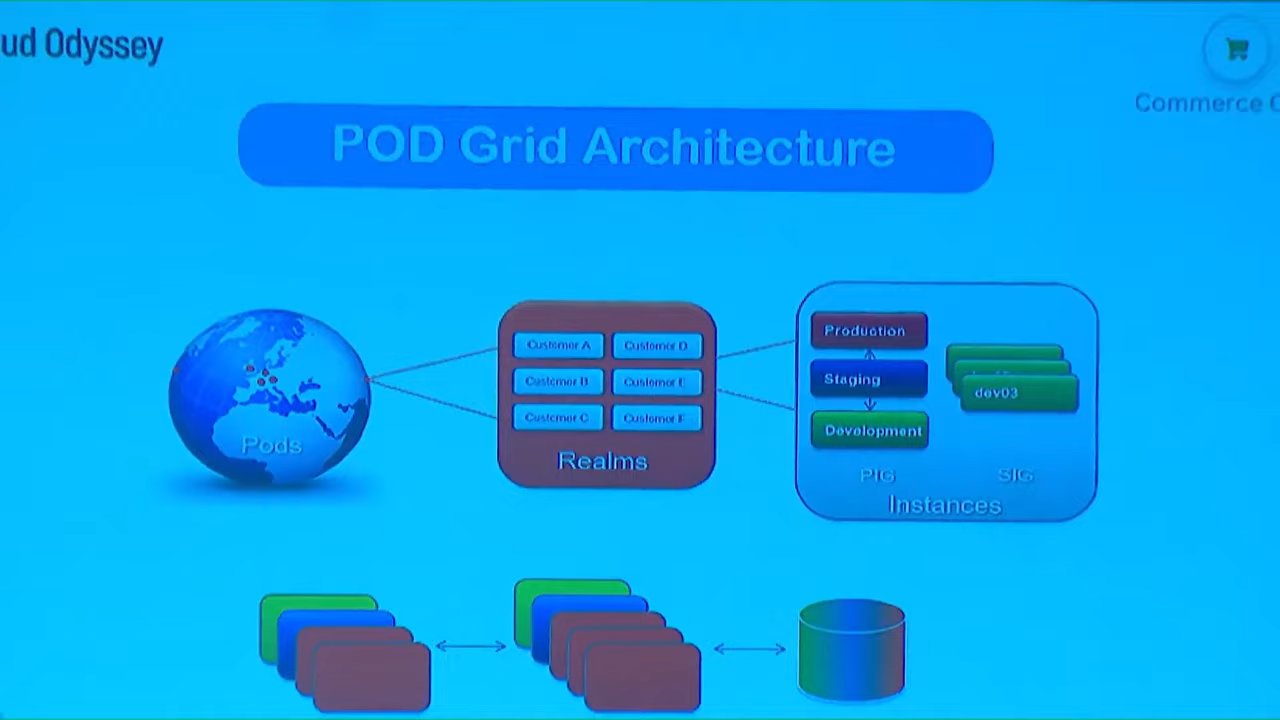 ud Odyssey
Commerce C
POD Grid Architecture
Pods
Customer A
Customer D
Customer B
Customer E
Customer C
Customer F
Realms
Production
Staging
Development
dev03
PIG
SIG
Instances